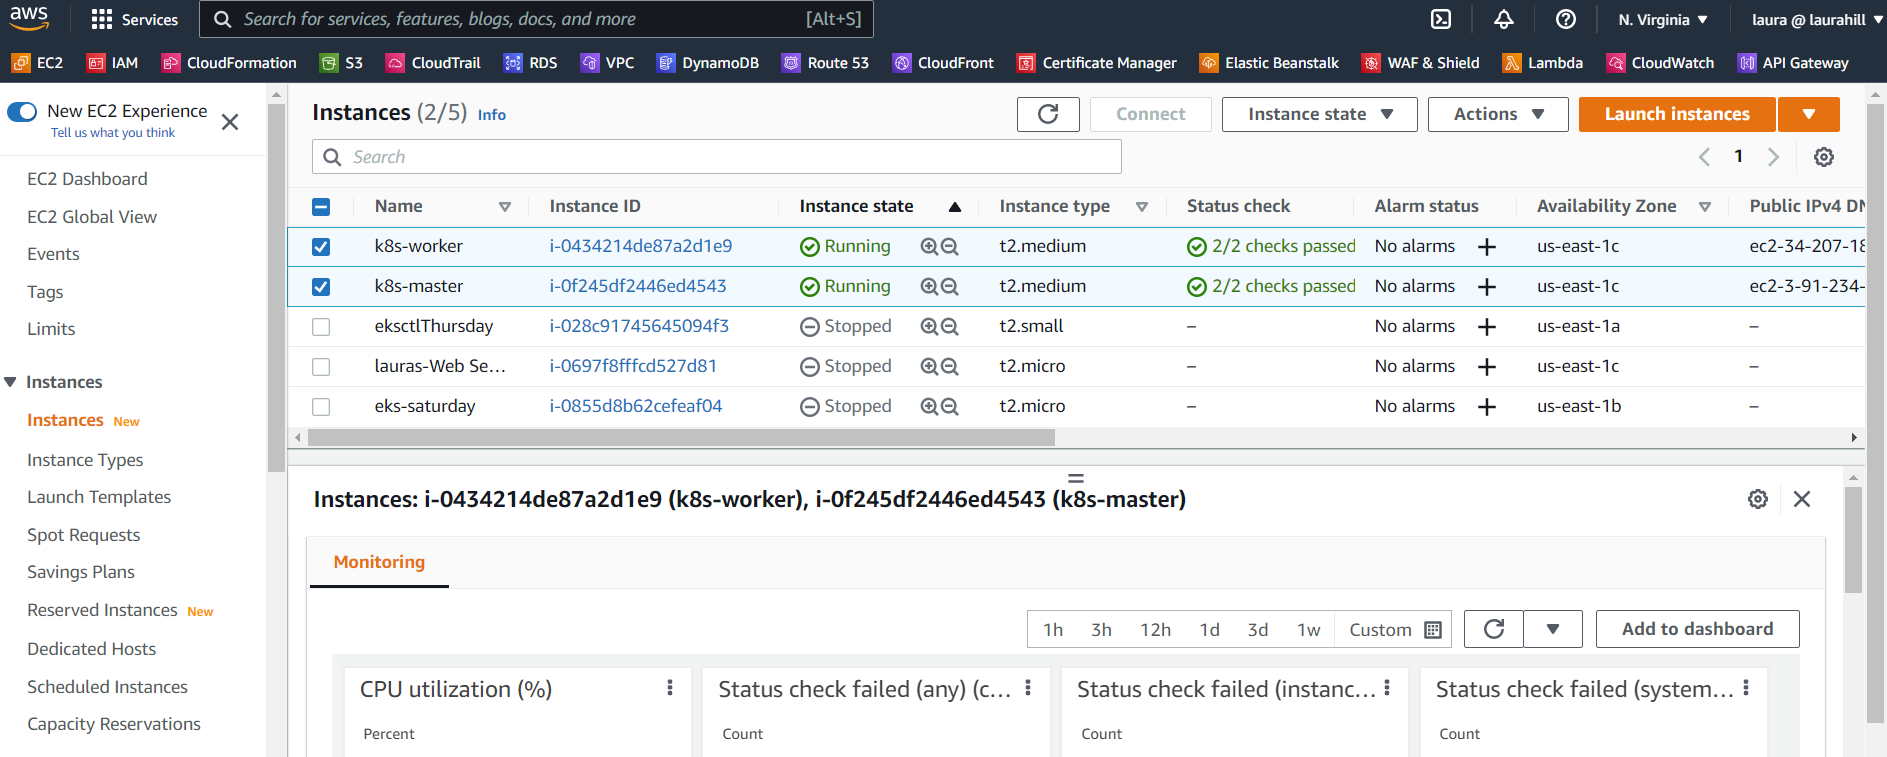 aws Services Search for services, features, blogs, docs, and more [Alt+S] N. Virginia laura @ laurahill
EC2 IAM CloudFormation S3 CloudTrail RDS VPC DynamoDB Route 53 CloudFront Certificate Manager Elastic Beanstalk WAF & Shield Lambda CloudWatch API Gateway
New EC2 Experience
Tell us what you think
EC2 Dashboard
EC2 Global View
Events
Tags
Limits
Instances
Instances New
Instance Types
Launch Templates
Spot Requests
Savings Plans
Reserved Instances New
Dedicated Hosts
Scheduled Instances
Capacity Reservations
Instances (2/5) Info Connect Instance state Actions Launch instances
Search 1
Name Instance ID Instance state Instance type Status check Alarm status Availability Zone Public IPv4 DN
k8s-worker i-0434214de87a2d1e9 Running t2.medium 2/2 checks passed No alarms us-east-1c ec2-34-207-18
k8s-master i-0f245df2446ed4543 Running t2.medium 2/2 checks passed No alarms us-east-1c ec2-3-91-234-
eksctlThursday i-028c91745645094f3 Stopped t2.small – No alarms us-east-1a –
lauras-Web Se... i-0697f8fffcd527d81 Stopped t2.micro – No alarms us-east-1c –
eks-saturday i-0855d8b62cefeaf04 Stopped t2.micro – No alarms us-east-1b –
Instances: i-0434214de87a2d1e9 (k8s-worker), i-0f245df2446ed4543 (k8s-master)
Monitoring
1h 3h 12h 1d 3d 1w Custom Add to dashboard
CPU utilization (%) Status check failed (any) (c... Status check failed (instanc... Status check failed (system...
Percent Count Count Count